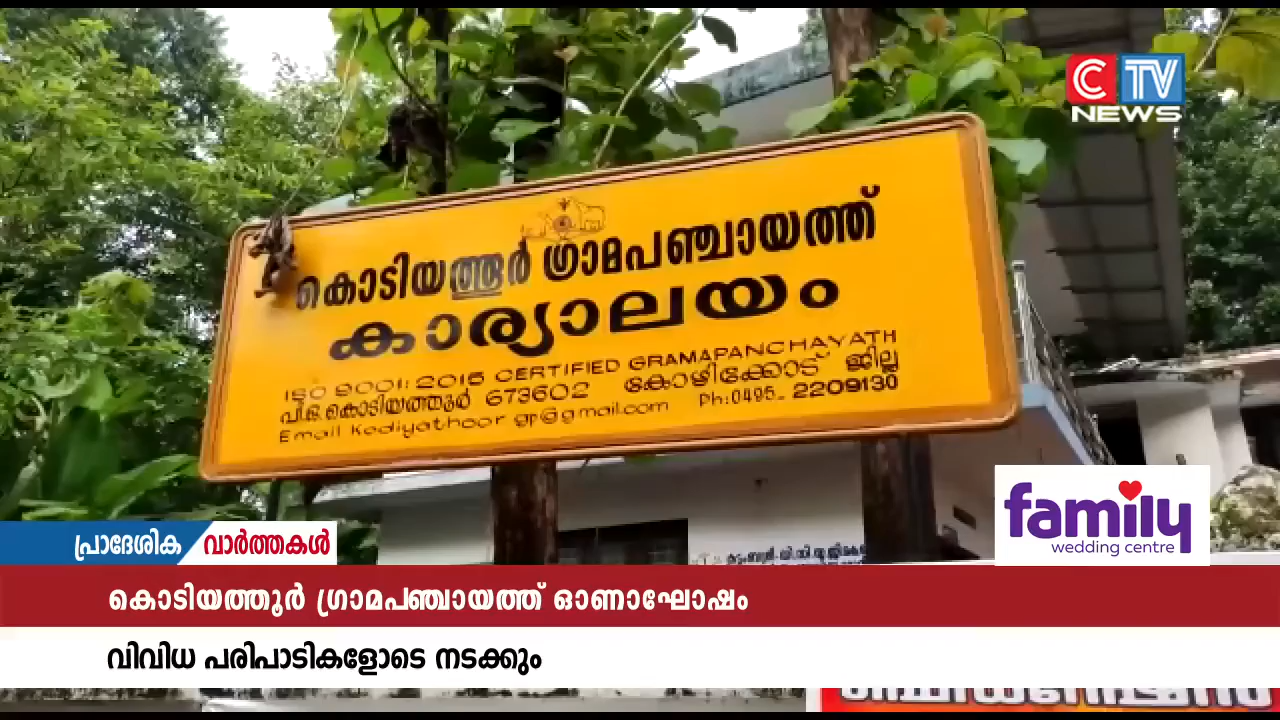 CTV
NEWS
കൊടിയത്തൂർ ഗ്രാമപഞ്ചായത്ത്
കാര്യാലയം
ISO 9001: 2015 CERTIFIED GRAMAPANCHAYATH
പി.ഒ.കൊടിയത്തൂർ 673602 കോഴിക്കോട് ജില്ല
Email Kodiyathoor gp@gmail.com Ph:0495- 2209130
family
wedding centre
പ്രാദേശിക വാർത്തകൾ
കൊടിയത്തൂർ ഗ്രാമപഞ്ചായത്ത് ഓണാഘോഷം
വിവിധ പരിപാടികളോടെ നടക്കും